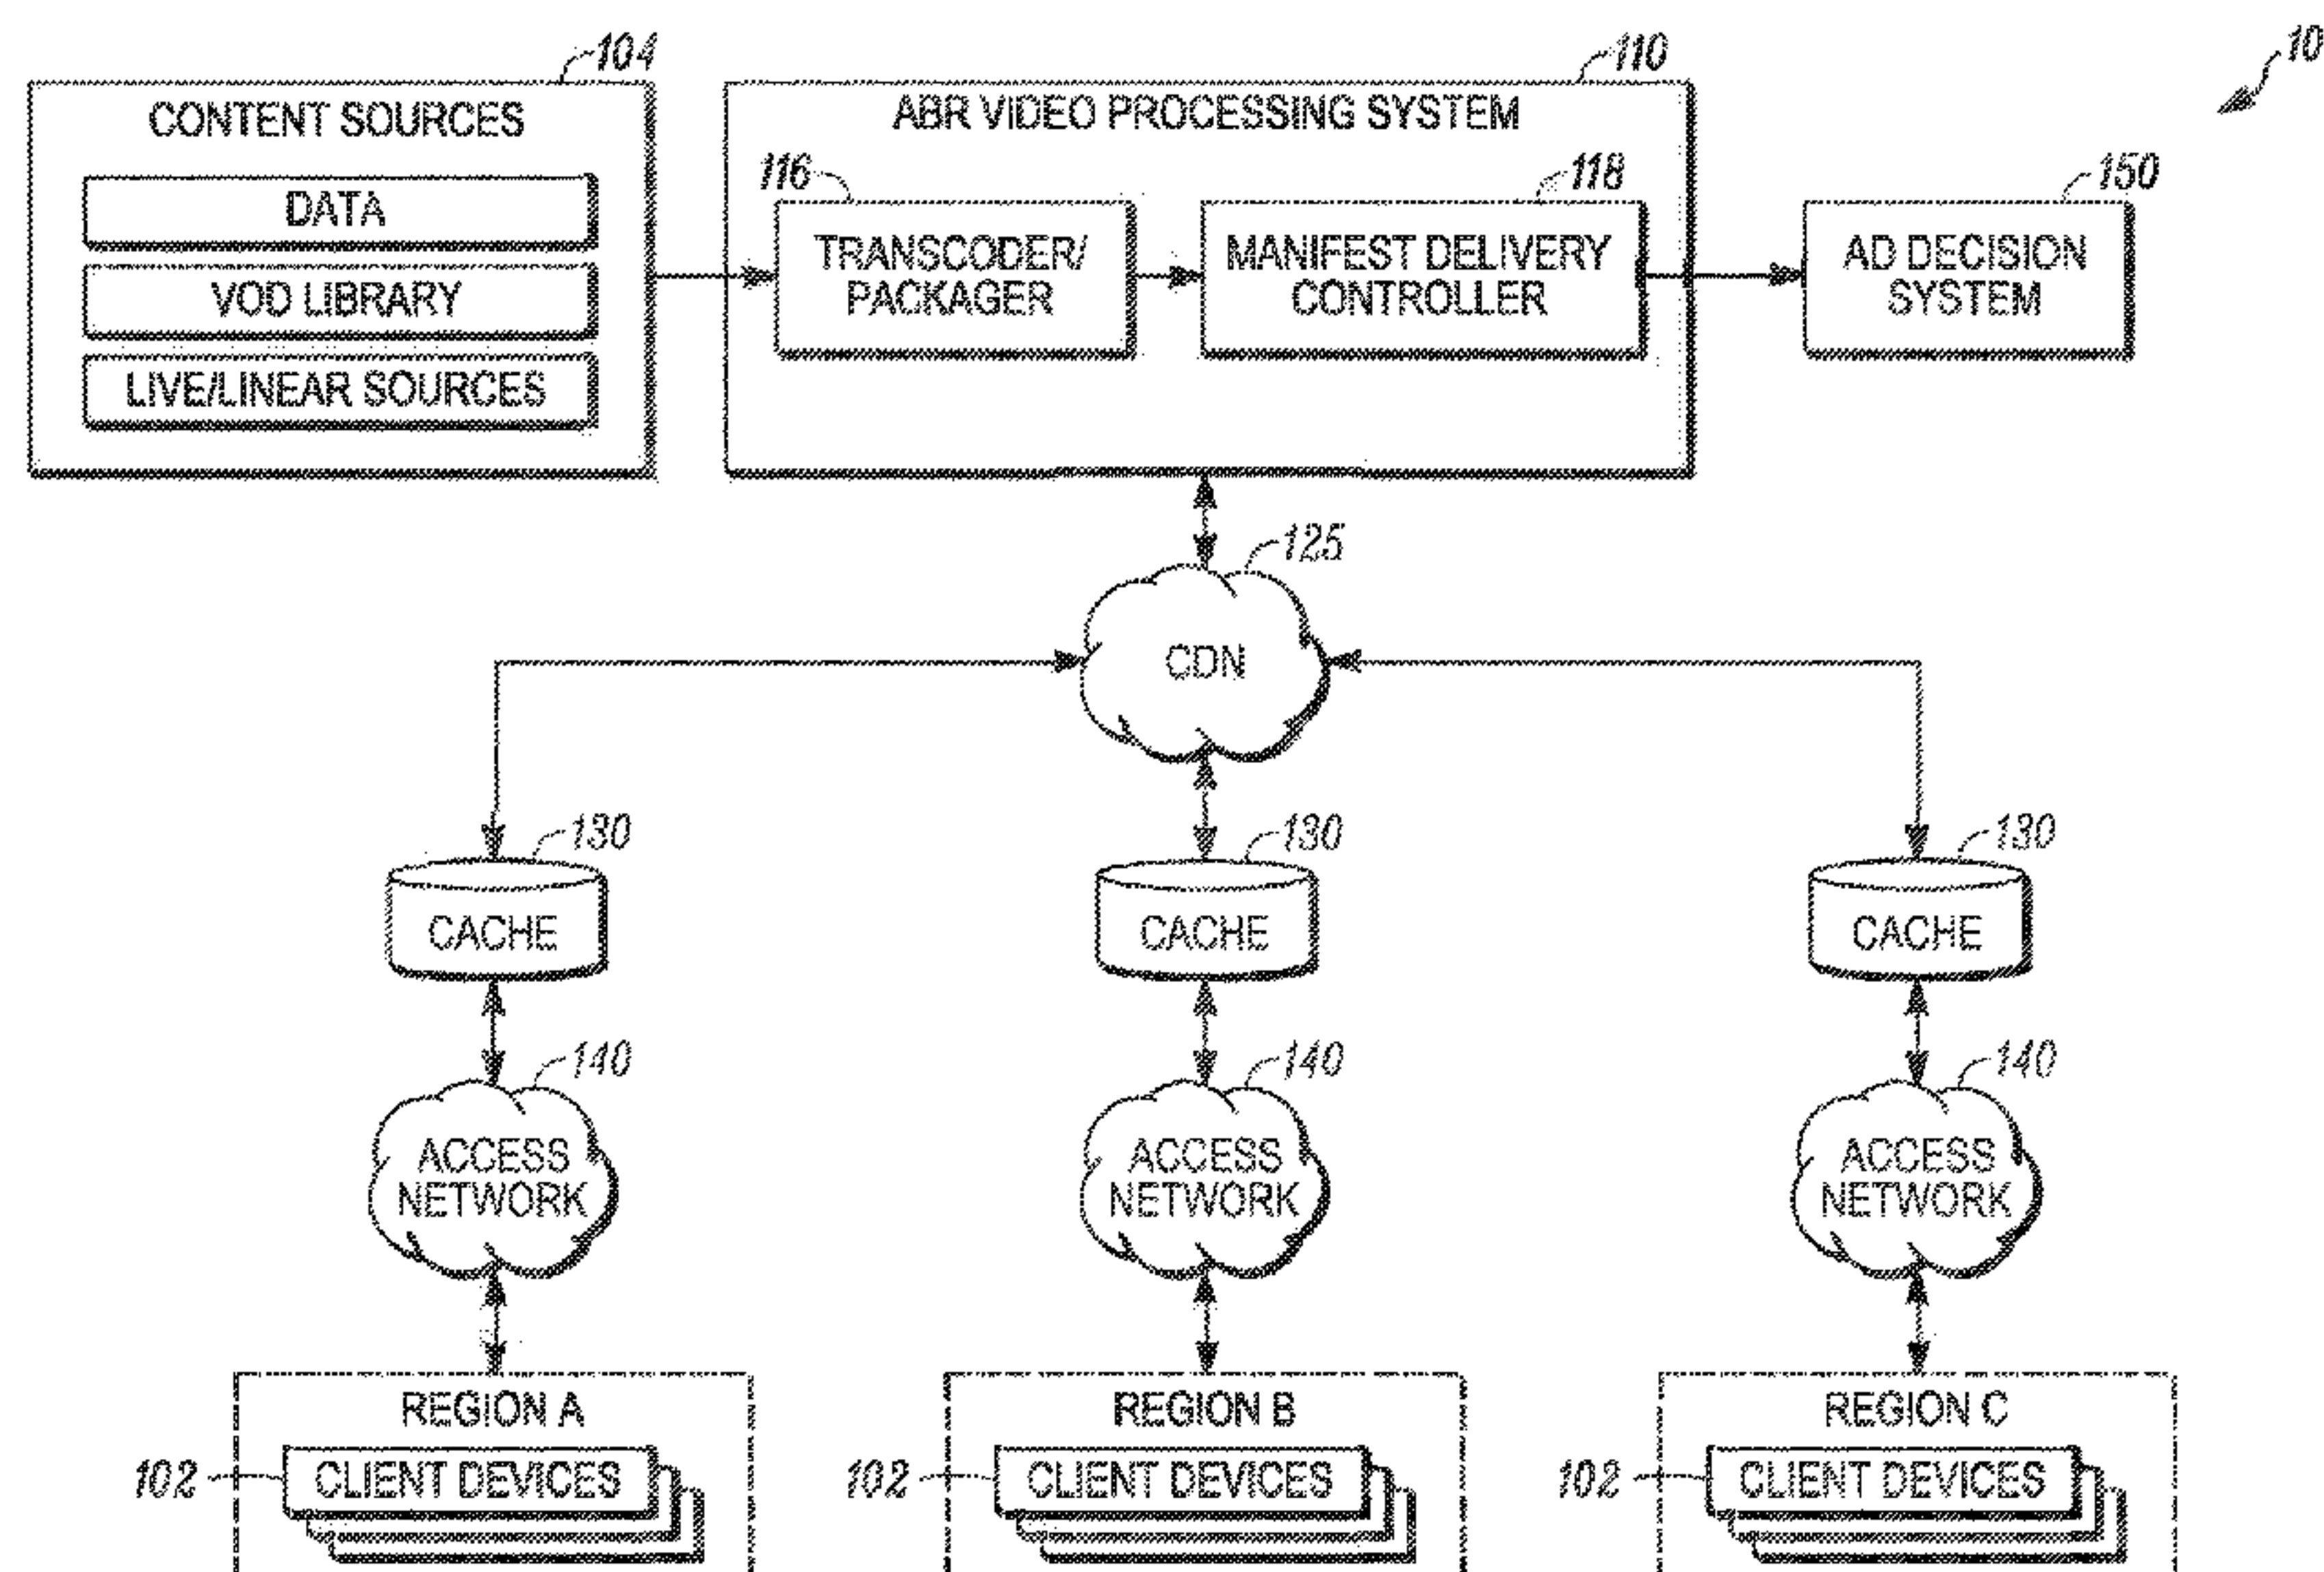 104
110
10
CONTENT SOURCES
ABR VIDEO PROCESSING SYSTEM
116
118
150
DATA
VOD LIBRARY
LIVE/LINEAR SOURCES
TRANSCODER/
PACKAGER
MANIFEST DELIVERY
CONTROLLER
AD DECISION
SYSTEM
125
CDN
130
130
130
CACHE
CACHE
CACHE
140
140
140
ACCESS
NETWORK
ACCESS
NETWORK
ACCESS
NETWORK
REGION A
REGION B
REGION C
102
CLIENT DEVICES
102
CLIENT DEVICES
102
CLIENT DEVICES